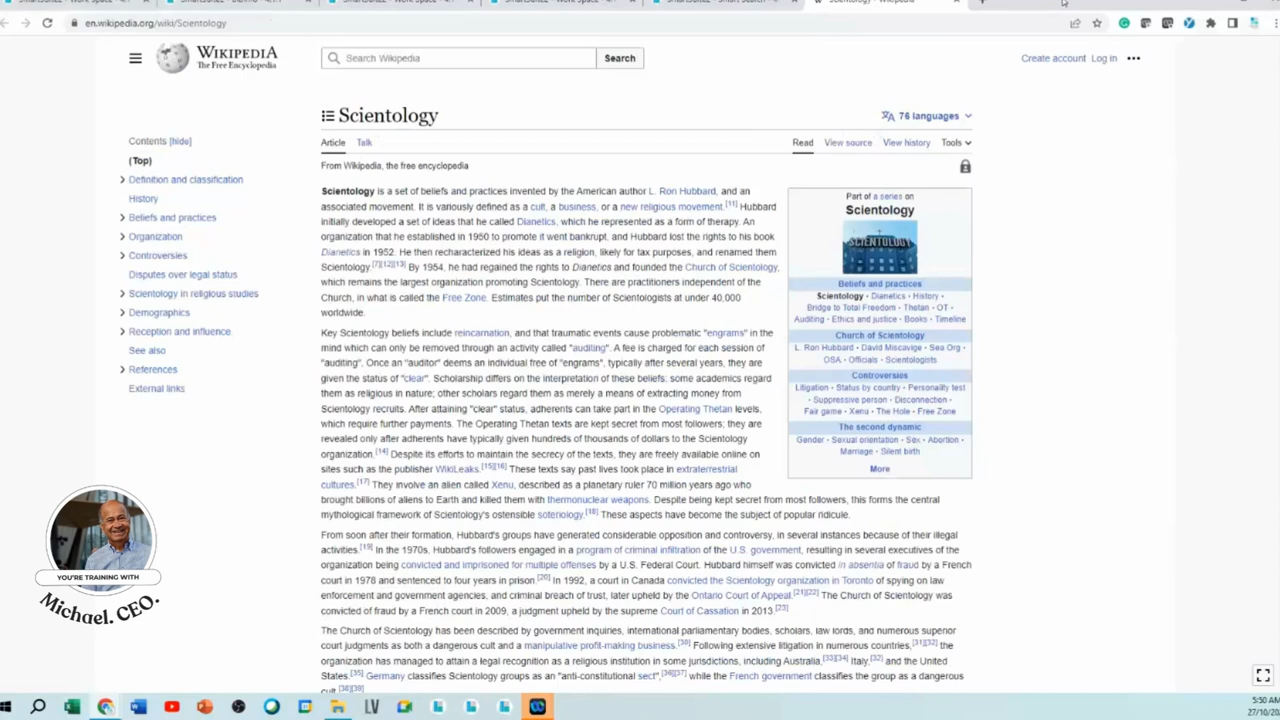 Scientology - Wikipedia
en.wikipedia.org/wiki/Scientology
WIKIPEDIA
The Free Encyclopedia
Search Wikipedia
Search
Create account Log in
Scientology
76 languages
Contents [hide]
Article Talk
Read View source View history Tools
(Top)
From Wikipedia, the free encyclopedia
Definition and classification
History
Beliefs and practices
Organization
Controversies
Disputes over legal status
Scientology in religious studies
Demographics
Reception and influence
See also
References
External links
Scientology is a set of beliefs and practices invented by the American author L. Ron Hubbard, and an
associated movement. It is variously defined as a cult, a business, or a new religious movement.[11] Hubbard
initially developed a set of ideas that he called Dianetics, which he represented as a form of therapy. An
organization that he established in 1950 to promote it went bankrupt, and Hubbard lost the rights to his book
Dianetics in 1952. He then recharacterized his ideas as a religion, likely for tax purposes, and renamed them
Scientology.[7][12][13] By 1954, he had regained the rights to Dianetics and founded the Church of Scientology,
which remains the largest organization promoting Scientology. There are practitioners independent of the
Church, in what is called the Free Zone. Estimates put the number of Scientologists at under 40,000
worldwide.
Key Scientology beliefs include reincarnation, and that traumatic events cause problematic "engrams" in the
mind which can only be removed through an activity called "auditing". A fee is charged for each session of
"auditing". Once an "auditor" deems an individual free of "engrams", typically after several years, they are
given the status of "clear". Scholarship differs on the interpretation of these beliefs: some academics regard
them as religious in nature; other scholars regard them as merely a means of extracting money from
Scientology recruits. After attaining "clear" status, adherents can take part in the Operating Thetan levels,
which require further payments. The Operating Thetan texts are kept secret from most followers; they are
revealed only after adherents have typically given hundreds of thousands of dollars to the Scientology
organization.[14] Despite its efforts to maintain the secrecy of the texts, they are freely available online on
sites such as the publisher WikiLeaks.[15][16] These texts say past lives took place in extraterrestrial
cultures.[17] They involve an alien called Xenu, described as a planetary ruler 70 million years ago who
brought billions of aliens to Earth and killed them with thermonuclear weapons. Despite being kept secret from most followers, this forms the central
mythological framework of Scientology's ostensible soteriology.[18] These aspects have become the subject of popular ridicule.
From soon after their formation, Hubbard's groups have generated considerable opposition and controversy, in several instances because of their illegal
activities.[19] In the 1970s, Hubbard's followers engaged in a program of criminal infiltration of the U.S. government, resulting in several executives of the
organization being convicted and imprisoned for multiple offenses by a U.S. Federal Court. Hubbard himself was convicted in absentia of fraud by a French
court in 1978 and sentenced to four years in prison.[20] In 1992, a court in Canada convicted the Scientology organization in Toronto of spying on law
enforcement and government agencies, and criminal breach of trust, later upheld by the Ontario Court of Appeal.[21][22] The Church of Scientology was
convicted of fraud by a French court in 2009, a judgment upheld by the supreme Court of Cassation in 2013.[23]
The Church of Scientology has been described by government inquiries, international parliamentary bodies, scholars, law lords, and numerous superior
court judgments as both a dangerous cult and a manipulative profit-making business.[30] Following extensive litigation in numerous countries,[31][32] the
organization has managed to attain a legal recognition as a religious institution in some jurisdictions, including Australia,[33][34] Italy,[32] and the United
States.[35] Germany classifies Scientology groups as an "anti-constitutional sect",[36][37] while the French government classifies the group as a dangerous
cult.[38][39]
Part of a series on
Scientology
SCIENTOLOGY
Beliefs and practices
Scientology · Dianetics · History ·
Bridge to Total Freedom · Thetan · OT ·
Auditing · Ethics and justice · Books · Timeline
Church of Scientology
L. Ron Hubbard · David Miscavige · Sea Org ·
OSA · Officials · Scientologists
Controversies
Litigation · Status by country · Personality test
· Suppressive person · Disconnection ·
Fair game · Xenu · The Hole · Free Zone
The second dynamic
Gender · Sexual orientation · Sex · Abortion ·
Marriage · Silent birth
More
YOU'RE TRAINING WITH
Michael. CEO.
LV
5:50 AM
27/10/20